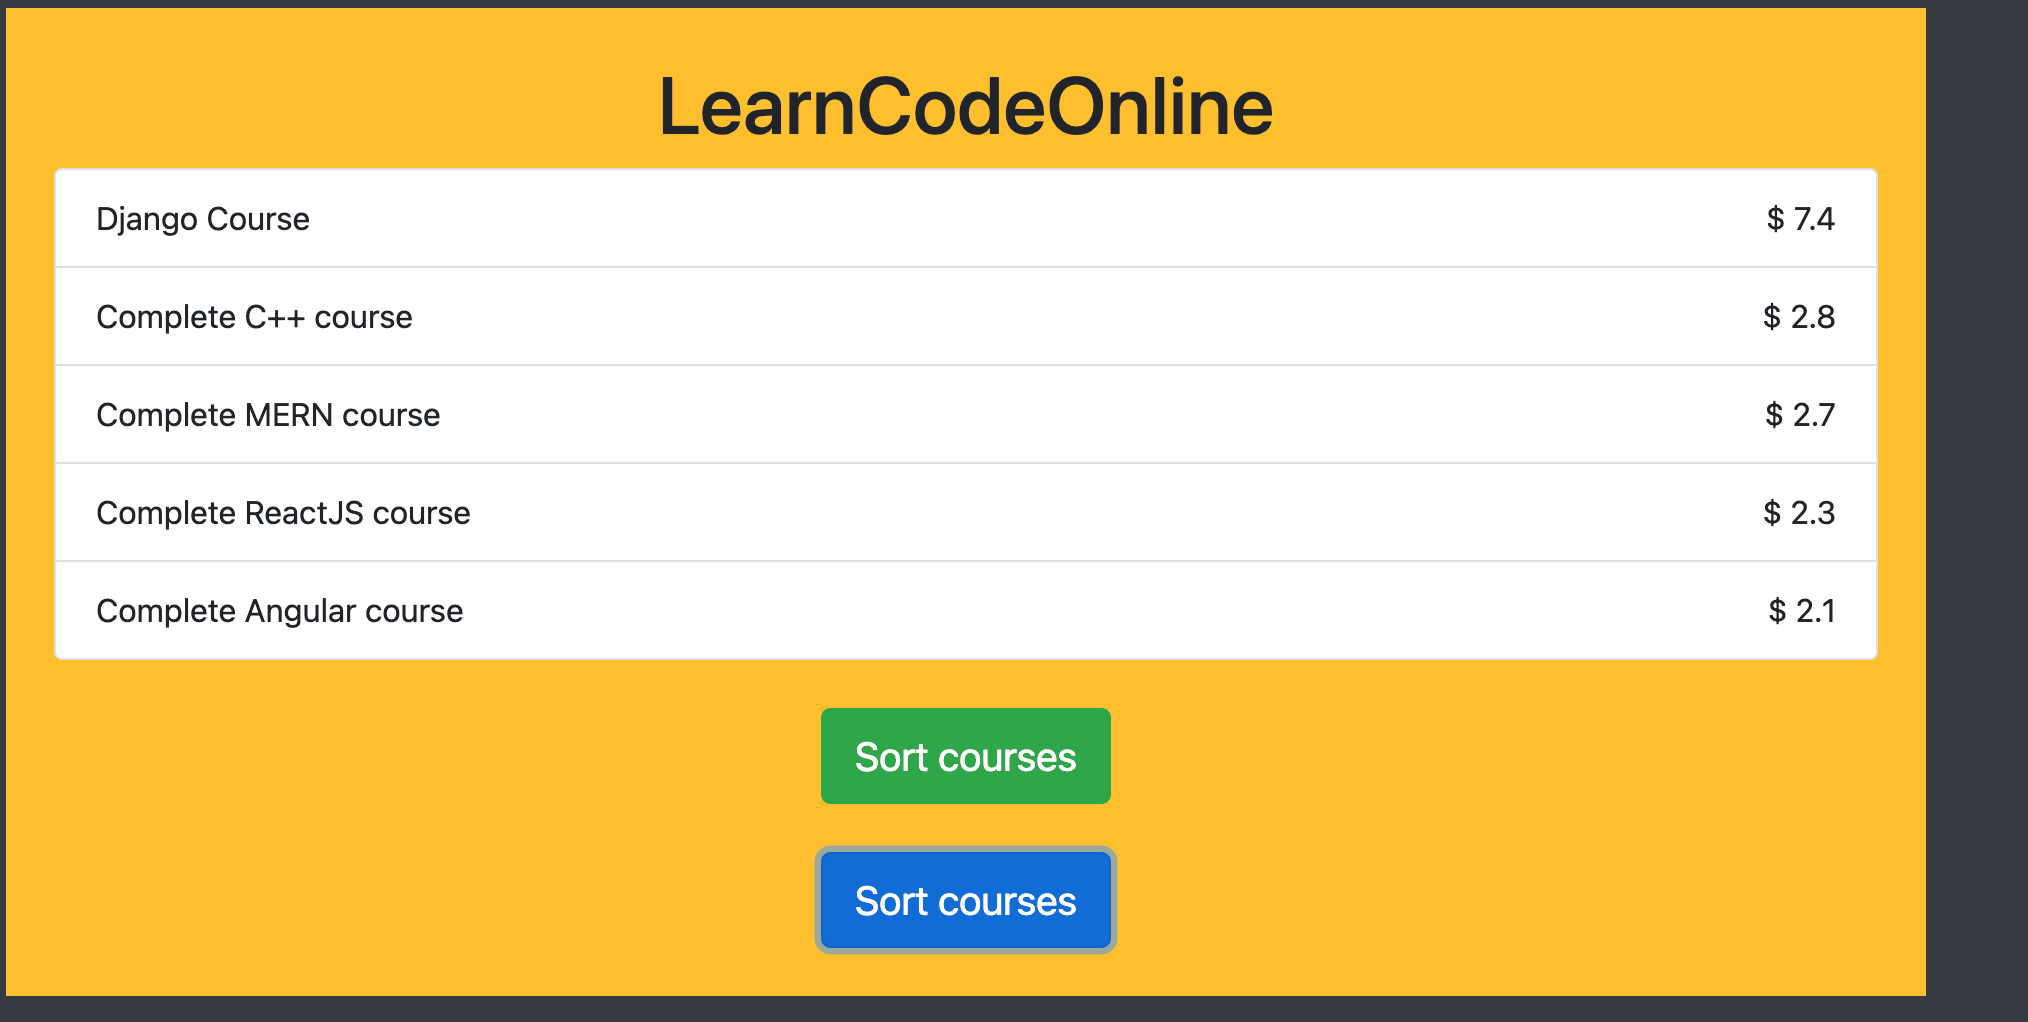 LearnCodeOnline
Django Course $ 7.4
Complete C++ course $ 2.8
Complete MERN course $ 2.7
Complete ReactJS course $ 2.3
Complete Angular course $ 2.1
Sort courses
Sort courses